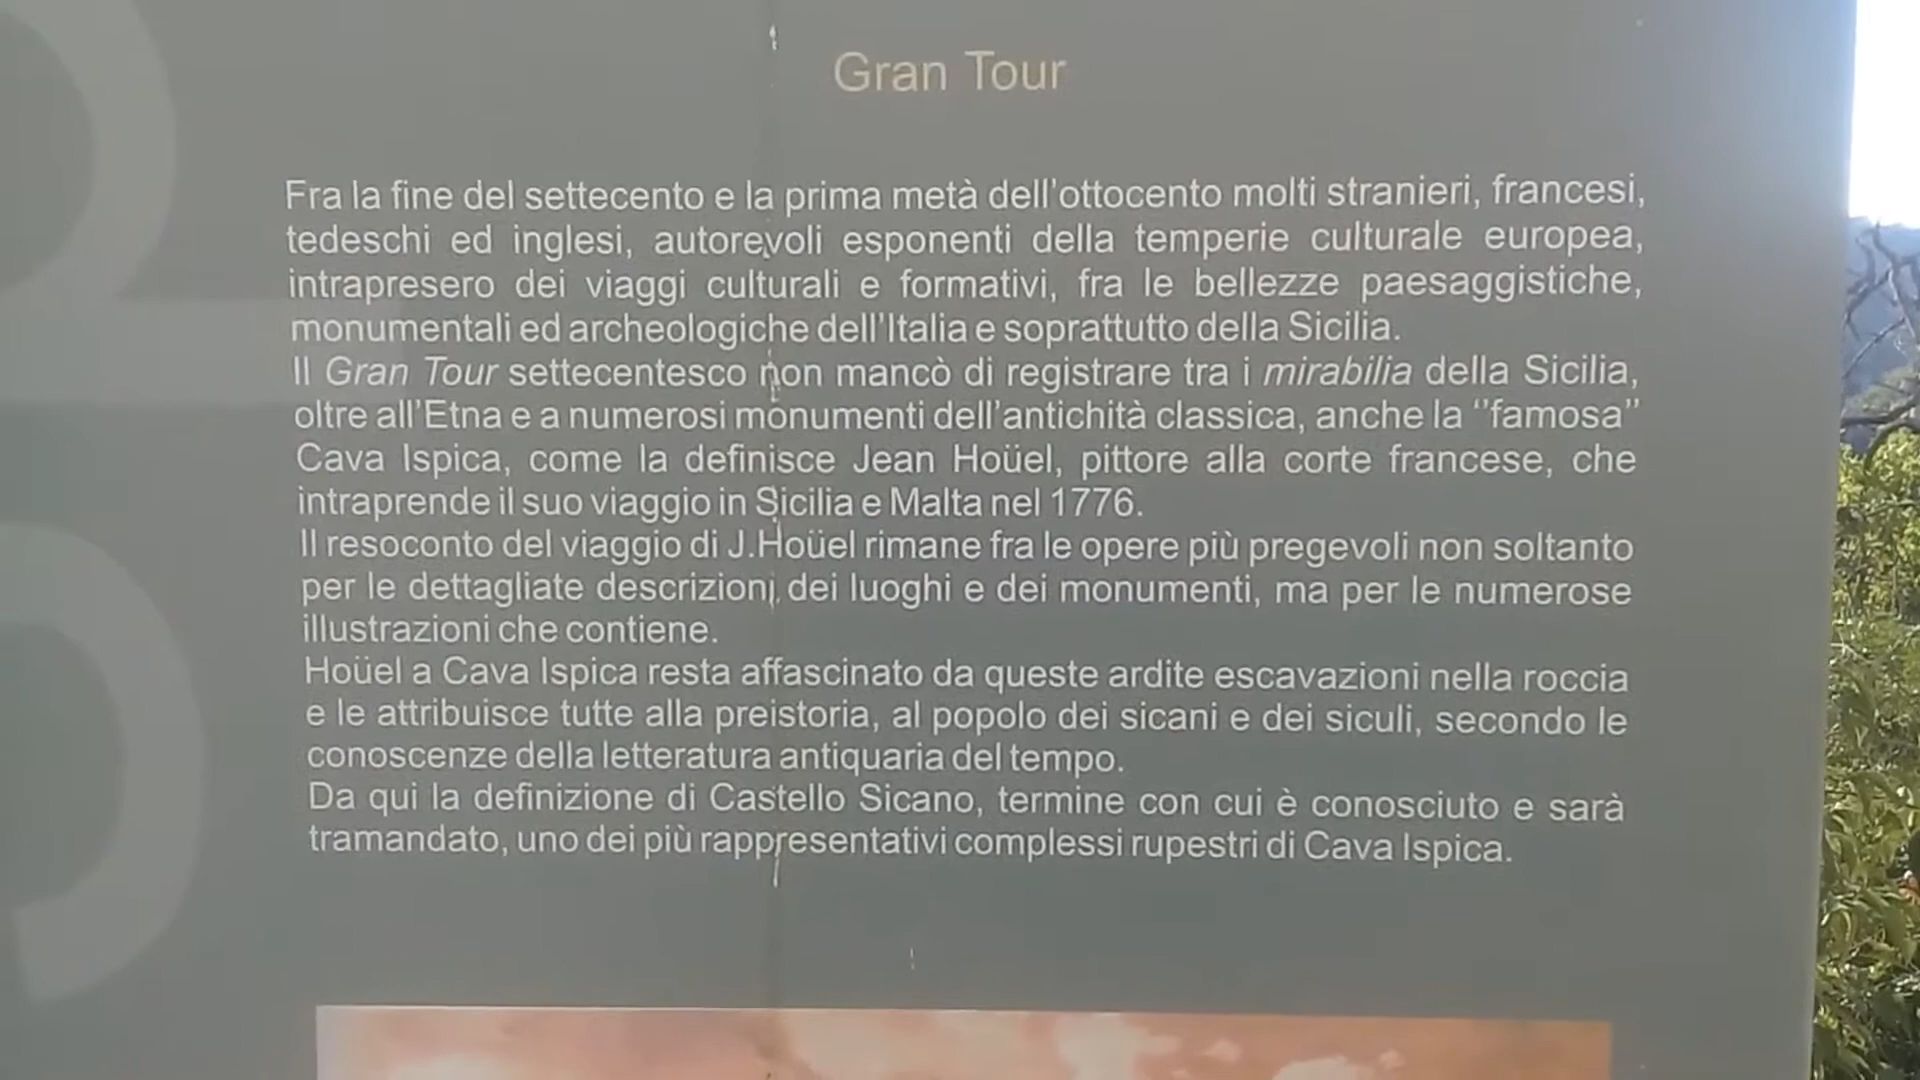 Gran Tour
Fra la fine del settecento e la prima metà dell'ottocento molti stranieri, francesi,
tedeschi ed inglesi, autorevoli esponenti della temperie culturale europea,
intrapresero dei viaggi culturali e formativi, fra le bellezze paesaggistiche,
monumentali ed archeologiche dell'Italia e soprattutto della Sicilia.
Il Gran Tour settecentesco non mancò di registrare tra i mirabilia della Sicilia,
oltre all'Etna e a numerosi monumenti dell'antichità classica, anche la "famosa"
Cava Ispica, come la definisce Jean Hoüel, pittore alla corte francese, che
intraprende il suo viaggio in Sicilia e Malta nel 1776.
Il resoconto del viaggio di J.Hoüel rimane fra le opere più pregevoli non soltanto
per le dettagliate descrizioni dei luoghi e dei monumenti, ma per le numerose
illustrazioni che contiene.
Hoüel a Cava Ispica resta affascinato da queste ardite escavazioni nella roccia
e le attribuisce tutte alla preistoria, al popolo dei sicani e dei siculi, secondo le
conoscenze della letteratura antiquaria del tempo.
Da qui la definizione di Castello Sicano, termine con cui è conosciuto e sarà
tramandato, uno dei più rappresentativi complessi rupestri di Cava Ispica.